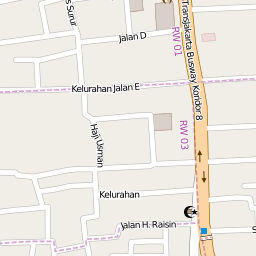 s Surur
Jalan D
RW 01
Transjakarta Busway Koridor 8
Kelurahan Jalan E
Haji Usman
RW 03
Kelurahan
Jalan H. Raisin
S